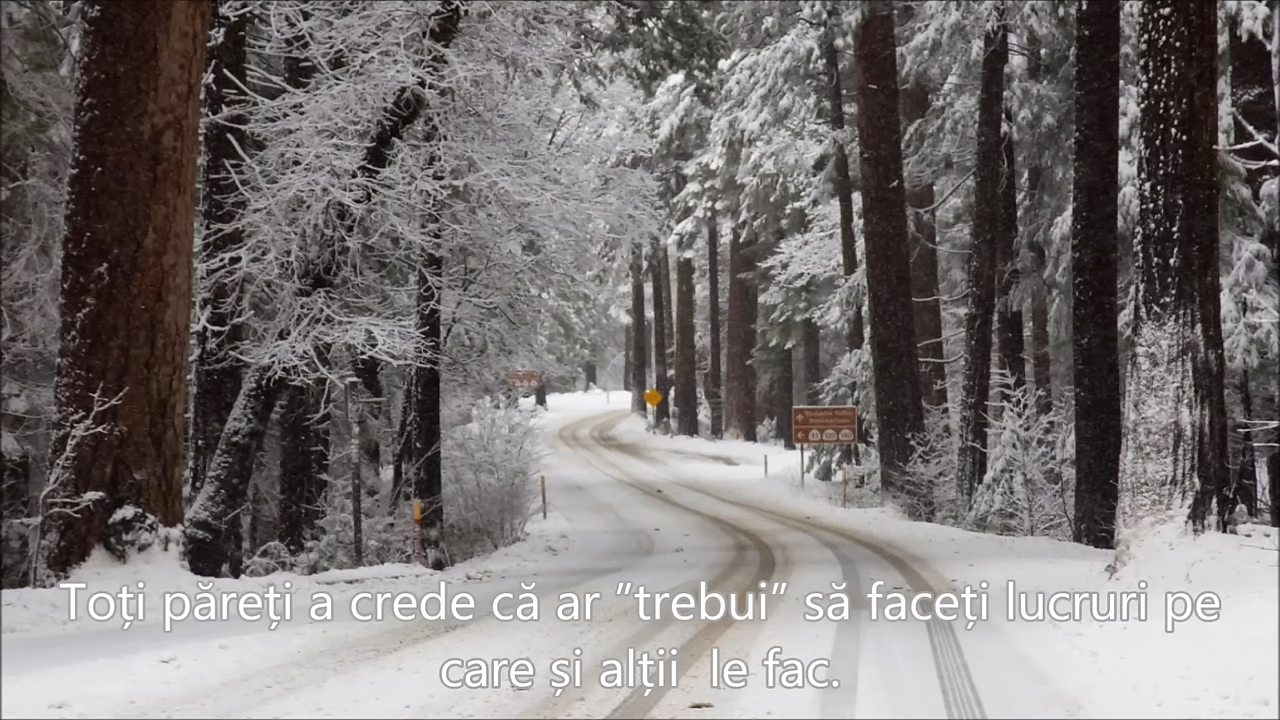 Toți păreți a crede că ar ”trebui” să faceți lucruri pe
care și alții  le fac.